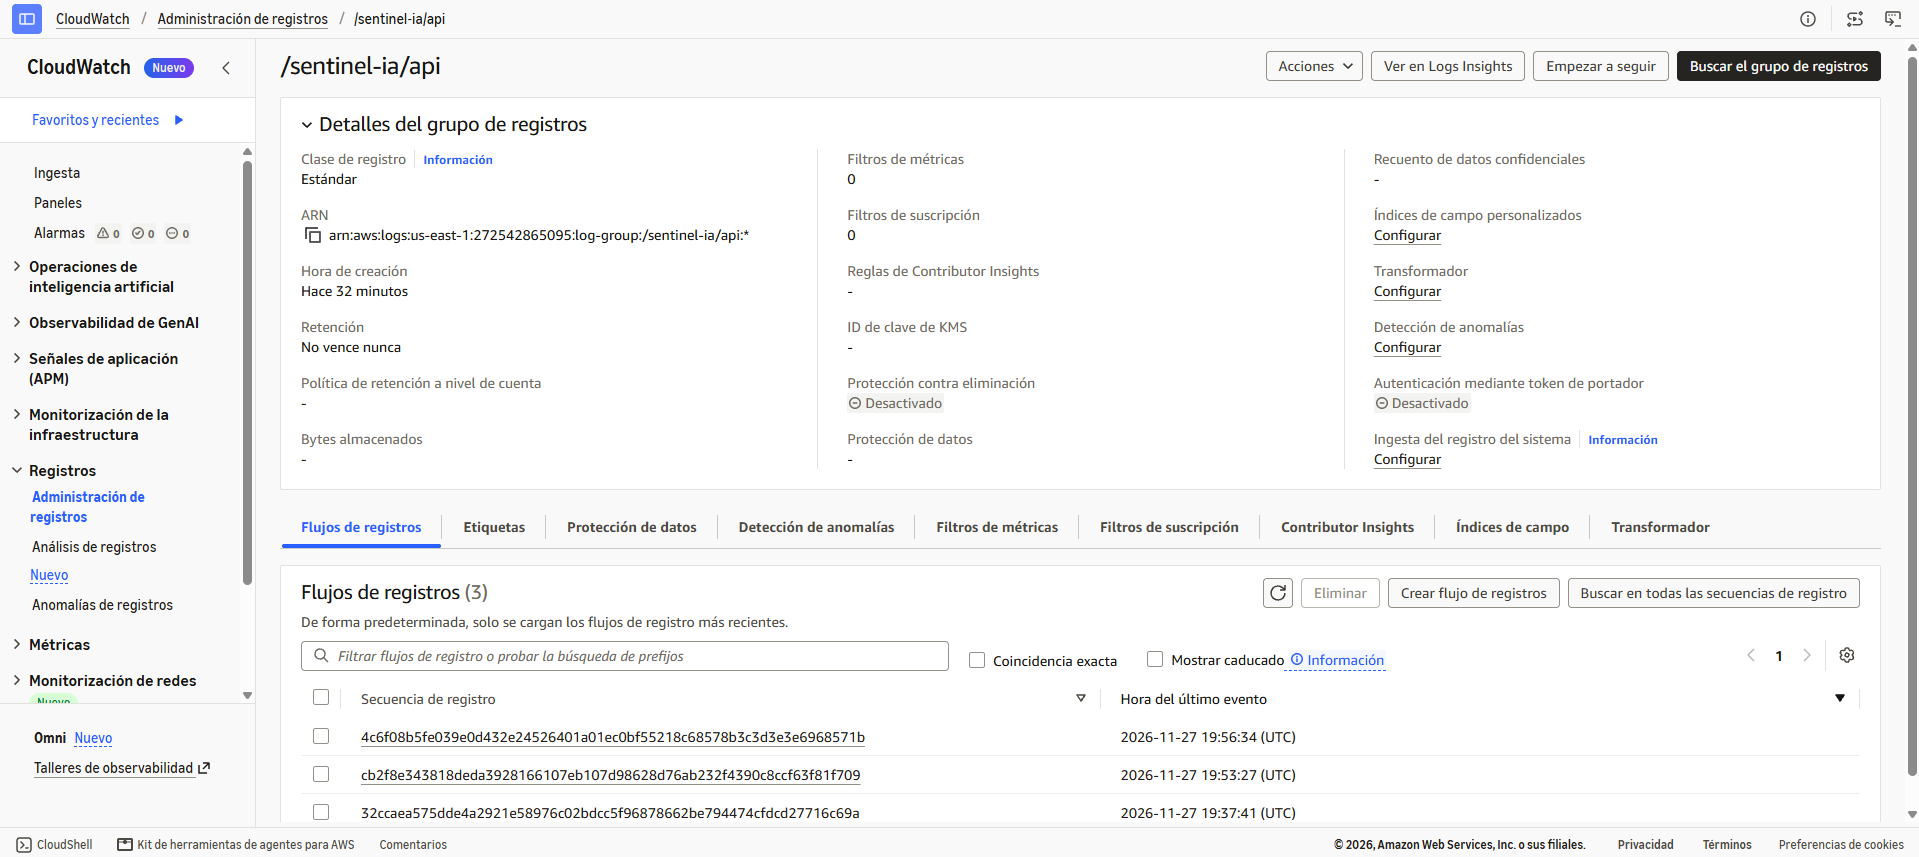 CloudWatch / Administración de registros / /sentinel-ia/api
CloudWatch Nuevo
Favoritos y recientes
Ingesta
Paneles
Alarmas 0 0 0
Operaciones de
inteligencia artificial
Observabilidad de GenAI
Señales de aplicación
(APM)
Monitorización de la
infraestructura
Registros
Administración de
registros
Análisis de registros
Nuevo
Anomalías de registros
Métricas
Monitorización de redes
Nuevo
Omni Nuevo
Talleres de observabilidad
/sentinel-ia/api
Acciones Ver en Logs Insights Empezar a seguir Buscar el grupo de registros
Detalles del grupo de registros
Clase de registro Información
Estándar
ARN
arn:aws:logs:us-east-1:272542865095:log-group:/sentinel-ia/api:*
Hora de creación
Hace 32 minutos
Retención
No vence nunca
Política de retención a nivel de cuenta
-
Bytes almacenados
-
Filtros de métricas
0
Filtros de suscripción
0
Reglas de Contributor Insights
-
ID de clave de KMS
-
Protección contra eliminación
Desactivado
Protección de datos
-
Recuento de datos confidenciales
-
Índices de campo personalizados
Configurar
Transformador
Configurar
Detección de anomalías
Configurar
Autenticación mediante token de portador
Desactivado
Ingesta del registro del sistema Información
Configurar
Flujos de registros Etiquetas Protección de datos Detección de anomalías Filtros de métricas Filtros de suscripción Contributor Insights Índices de campo Transformador
Flujos de registros (3)
Eliminar Crear flujo de registros Buscar en todas las secuencias de registro
De forma predeterminada, solo se cargan los flujos de registro más recientes.
Filtrar flujos de registro o probar la búsqueda de prefijos
Coincidencia exacta Mostrar caducado Información 1
Secuencia de registro Hora del último evento
4c6f08b5fe039e0d432e24526401a01ec0bf55218c68578b3c3d3e3e6968571b 2026-11-27 19:56:34 (UTC)
cb2f8e343818deda3928166107eb107d98628d76ab232f4390c8ccf63f81f709 2026-11-27 19:53:27 (UTC)
32ccaea575dde4a2921e58976c02bdcc5f96878662be794474cfdcd27716c69a 2026-11-27 19:37:41 (UTC)
CloudShell Kit de herramientas de agentes para AWS Comentarios
© 2026, Amazon Web Services, Inc. o sus filiales. Privacidad Términos Preferencias de cookies